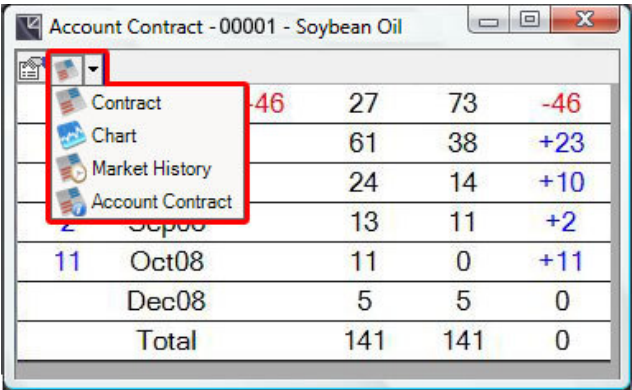 Account Contract - 00001 - Soybean Oil
Contract -46 27 73 -46
Chart 61 38 +23
Market History 24 14 +10
Account Contract
2 Sep08 13 11 +2
11 Oct08 11 0 +11
Dec08 5 5 0
Total 141 141 0